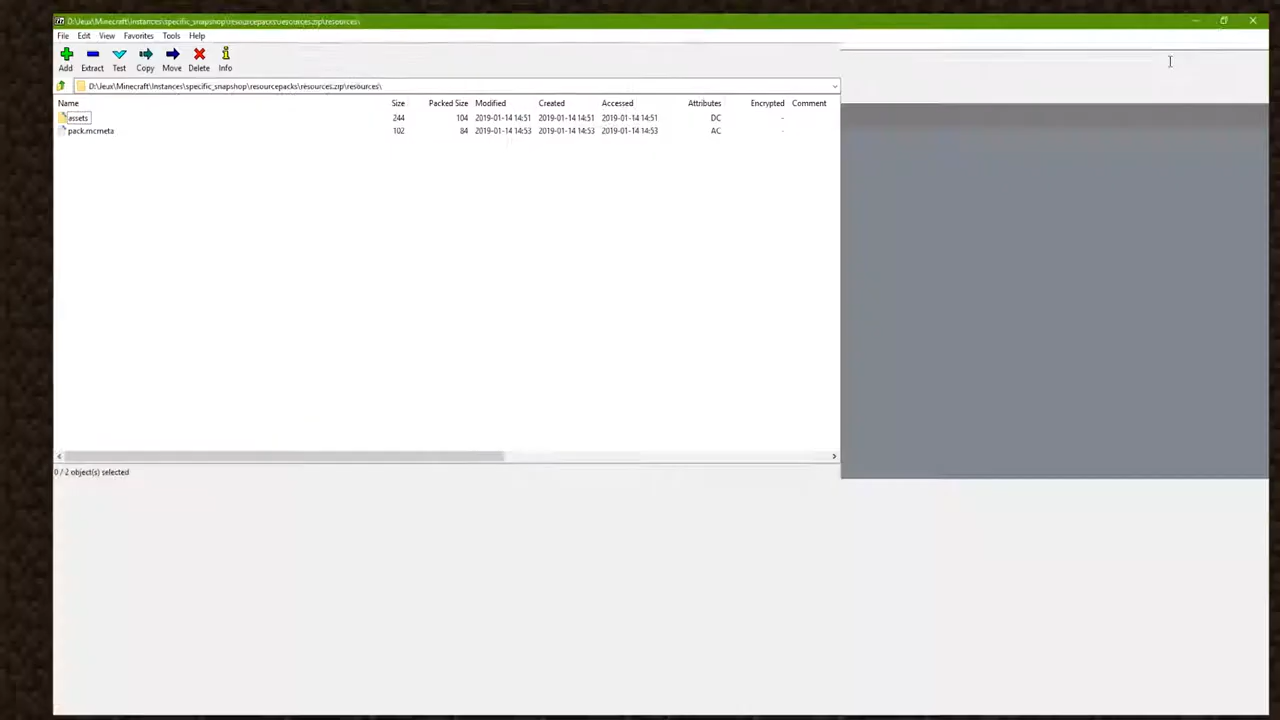 D:\Jeux\Minecraft\Instances\specific_snapshop\resourcepacks\resources.zip\resources\
File Edit View Favorites Tools Help
Add Extract Test Copy Move Delete Info
D:\Jeux\Minecraft\Instances\specific_snapshop\resourcepacks\resources.zip\resources\
Name Size Packed Size Modified Created Accessed Attributes Encrypted Comment
assets 244 104 2019-01-14 14:51 2019-01-14 14:51 2019-01-14 14:51 DC -
pack.mcmeta 102 84 2019-01-14 14:53 2019-01-14 14:53 2019-01-14 14:53 AC -
0 / 2 object(s) selected